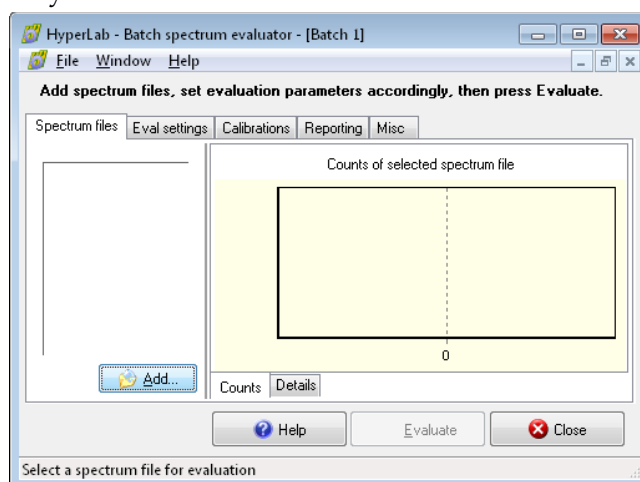 HyperLab - Batch spectrum evaluator - [Batch 1]
File Window Help
Add spectrum files, set evaluation parameters accordingly, then press Evaluate.
Spectrum files Eval settings Calibrations Reporting Misc
Counts of selected spectrum file
0
Add...
Counts Details
Help Evaluate Close
Select a spectrum file for evaluation